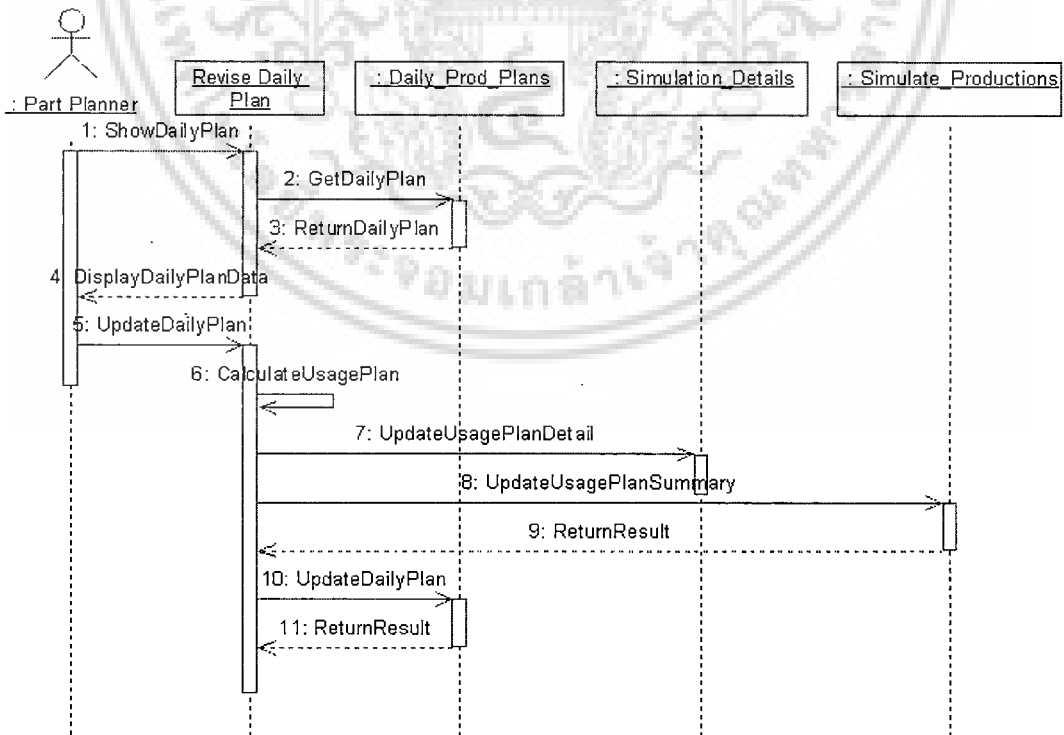 : Part Planner
Revise Daily
Plan
: Daily_Prod_Plans
: Simulation_Details
: Simulate_Productions
1: ShowDailyPlan
2: GetDailyPlan
3: ReturnDailyPlan
4: DisplayDailyPlanData
5: UpdateDailyPlan
6: CalculateUsagePlan
7: UpdateUsagePlanDetail
8: UpdateUsagePlanSummary
9: ReturnResult
10: UpdateDailyPlan
11: ReturnResult